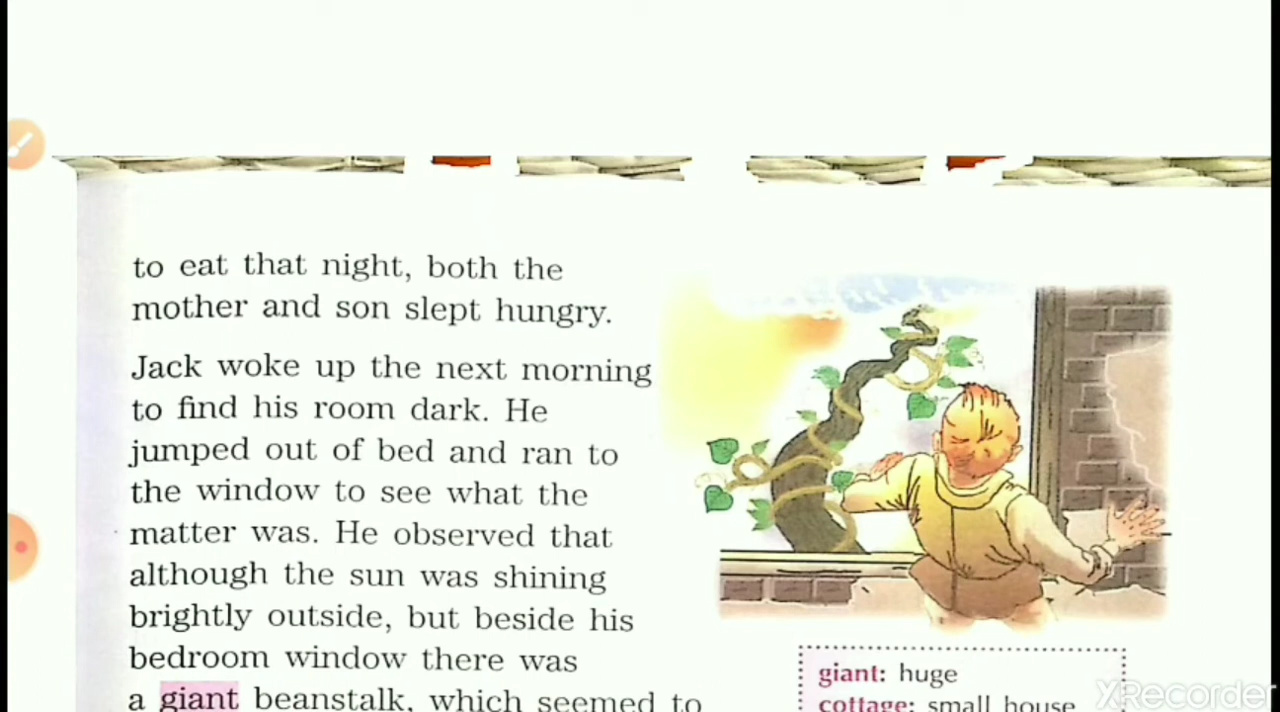 to eat that night, both the
mother and son slept hungry.
Jack woke up the next morning
to find his room dark. He
jumped out of bed and ran to
the window to see what the
matter was. He observed that
although the sun was shining
brightly outside, but beside his
bedroom window there was
a giant beanstalk, which seemed to
giant: huge
cottage: small house
XRecorder